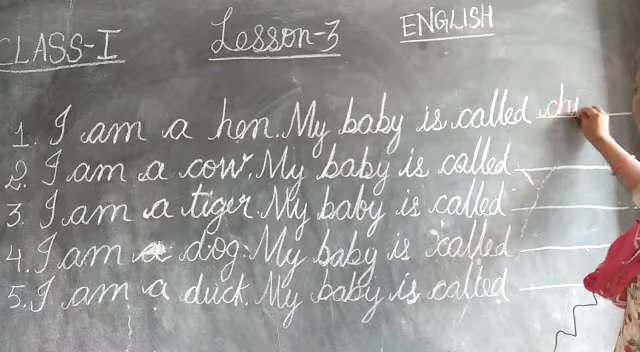 CLASS-I
Lesson-3
ENGLISH
1. I am a hen. My baby is called chi
2. I am a cow. My baby is called
3. I am a tiger. My baby is called
4. I am a dog. My baby is called
5. I am a duck. My baby is called